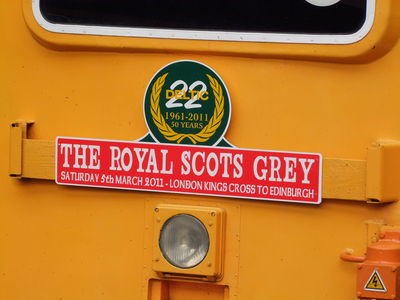 22
DELTIC
1961-2011
50 YEARS
THE ROYAL SCOTS GREY
SATURDAY 5th MARCH 2011 - LONDON KINGS CROSS TO EDINBURGH